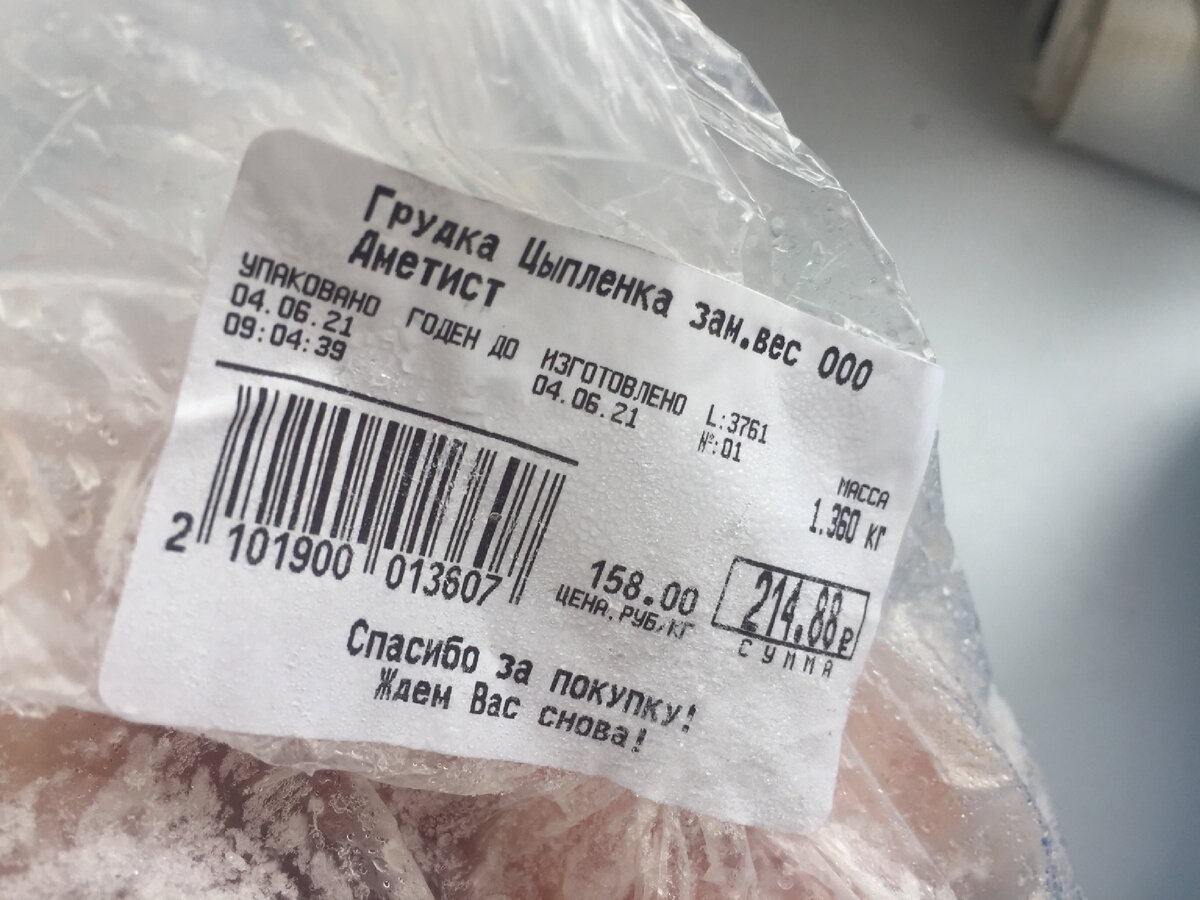 Грудка Цыпленка зам.вес ООО
Аметист
УПАКОВАНО ГОДЕН ДО ИЗГОТОВЛЕНО L:3761
04.06.21 04.06.21 №:01
09:04:39
МАССА
1.360 кг
2 101900 013607
158.00
ЦЕНА,РУБ/КГ
214.88₽
СУММА
Спасибо за покупку!
Ждем Вас снова!